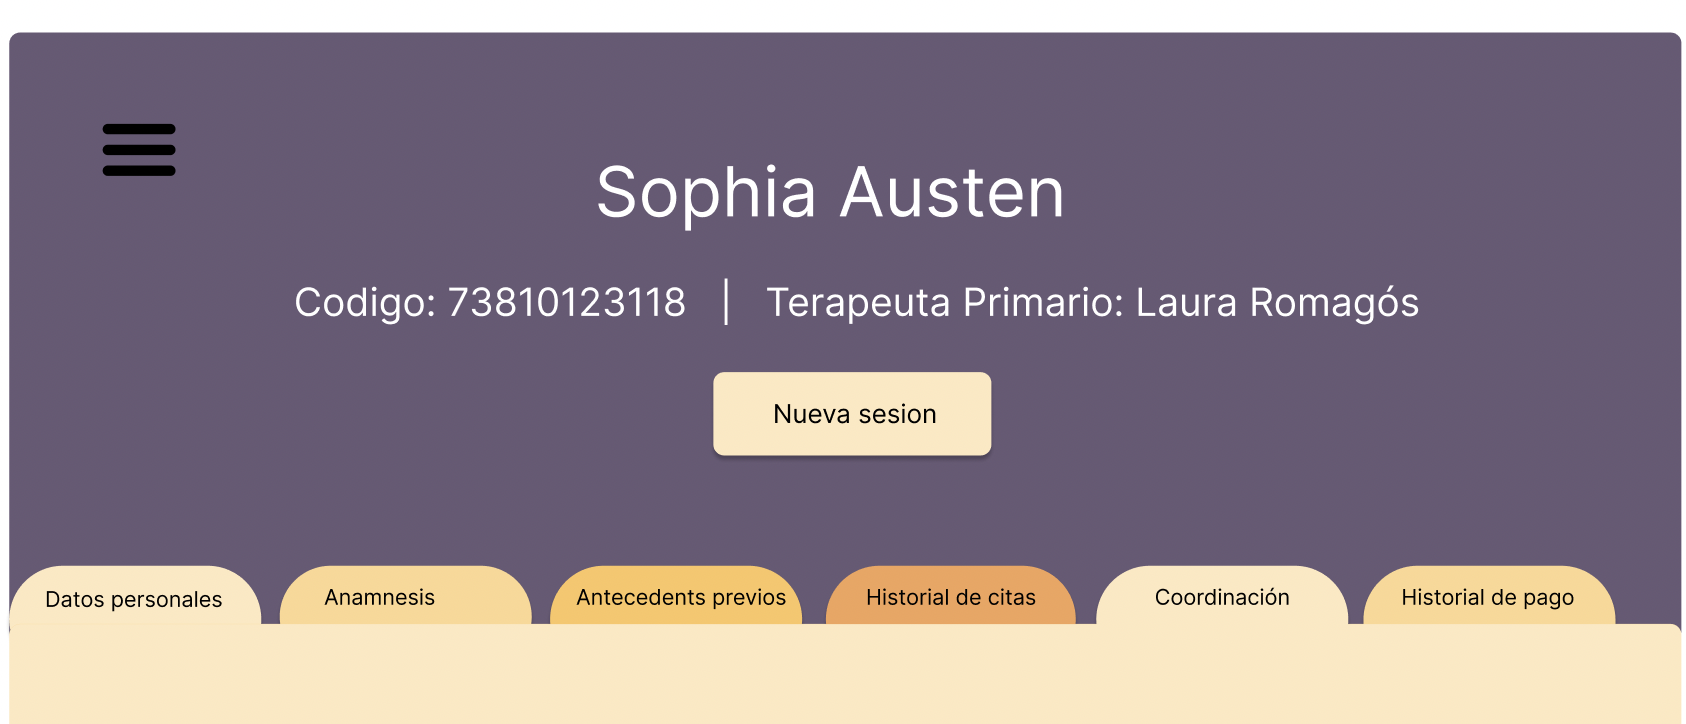 Sophia Austen
Codigo: 73810123118 | Terapeuta Primario: Laura Romagós
Nueva sesion
Datos personales Anamnesis Antecedents previos Historial de citas Coordinación Historial de pago